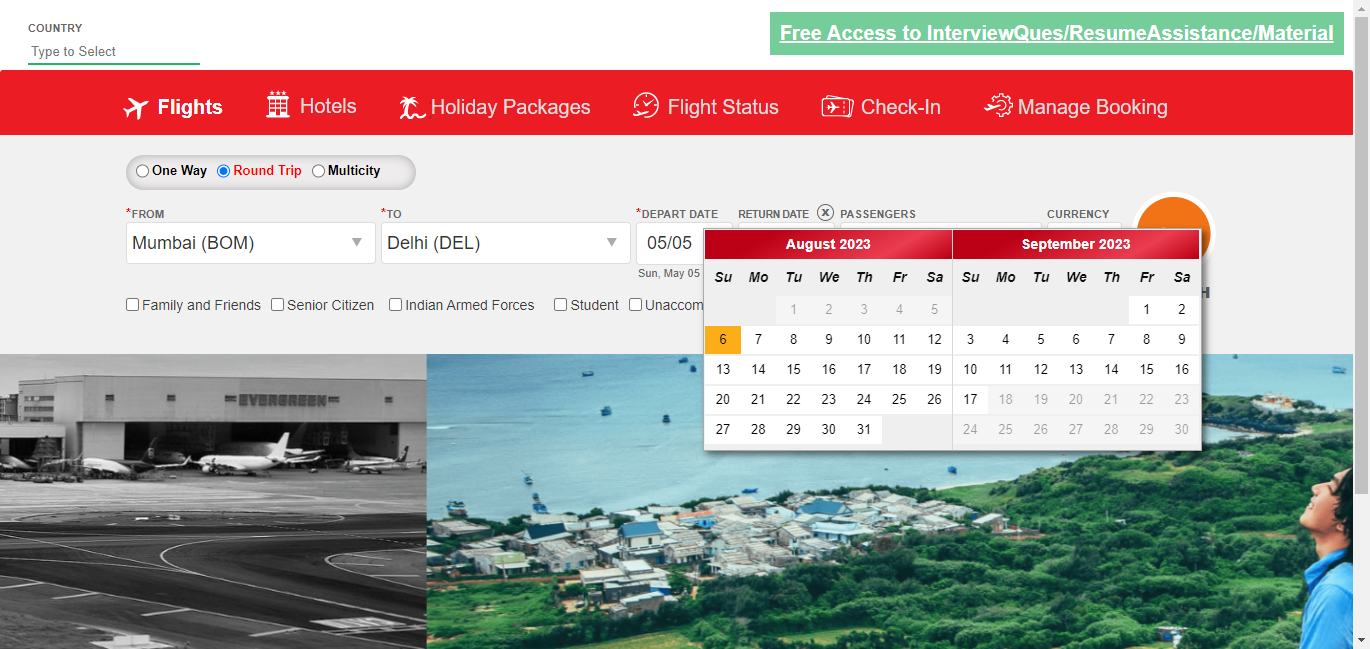 COUNTRY
Type to Select
Free Access to InterviewQues/ResumeAssistance/Material
Flights Hotels Holiday Packages Flight Status Check-In Manage Booking
One Way Round Trip Multicity
*FROM *TO *DEPART DATE RETURN DATE X PASSENGERS CURRENCY
Mumbai (BOM) Delhi (DEL) 05/05
Sun, May 05
Family and Friends Senior Citizen Indian Armed Forces Student Unaccom
August 2023 September 2023
Su Mo Tu We Th Fr Sa Su Mo Tu We Th Fr Sa
1 2 3 4 5 1 2
6 7 8 9 10 11 12 3 4 5 6 7 8 9
13 14 15 16 17 18 19 10 11 12 13 14 15 16
20 21 22 23 24 25 26 17 18 19 20 21 22 23
27 28 29 30 31 24 25 26 27 28 29 30
EVERGREEN